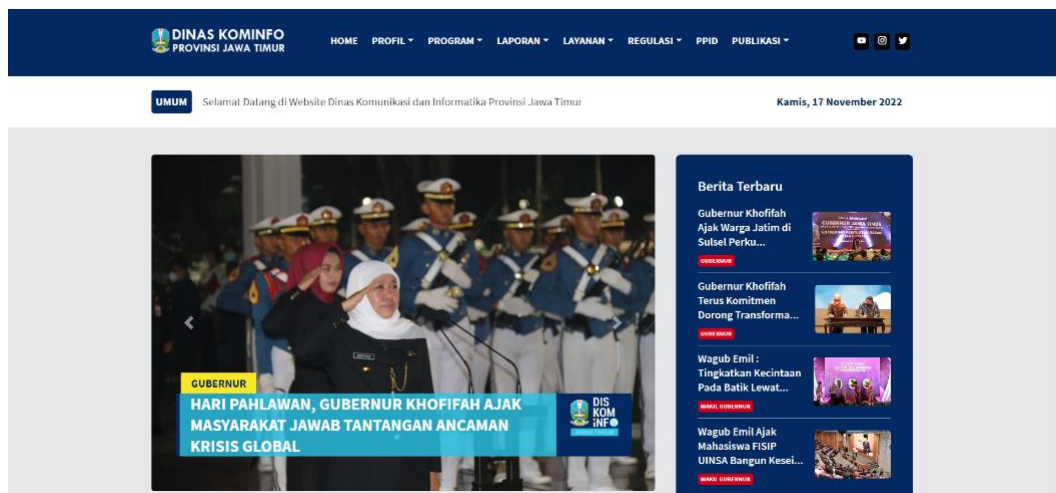 DINAS KOMINFO
PROVINSI JAWA TIMUR
HOME PROFIL PROGRAM LAPORAN LAYANAN REGULASI PPID PUBLIKASI
UMUM Selamat Datang di Website Dinas Komunikasi dan Informatika Provinsi Jawa Timur
Kamis, 17 November 2022
GUBERNUR
HARI PAHLAWAN, GUBERNUR KHOFIFAH AJAK
MASYARAKAT JAWAB TANTANGAN ANCAMAN
KRISIS GLOBAL
DIS
KOM
INFO
JAWA TIMUR
Berita Terbaru
Gubernur Khofifah
Ajak Warga Jatim di
Sulsel Perku...
GUBERNUR
Gubernur Khofifah
Terus Komitmen
Dorong Transforma...
GUBERNUR
Wagub Emil :
Tingkatkan Kecintaan
Pada Batik Lewat...
WAKIL GUBERNUR
Wagub Emil Ajak
Mahasiswa FISIP
UINSA Bangun Kesei...
WAKIL GUBERNUR